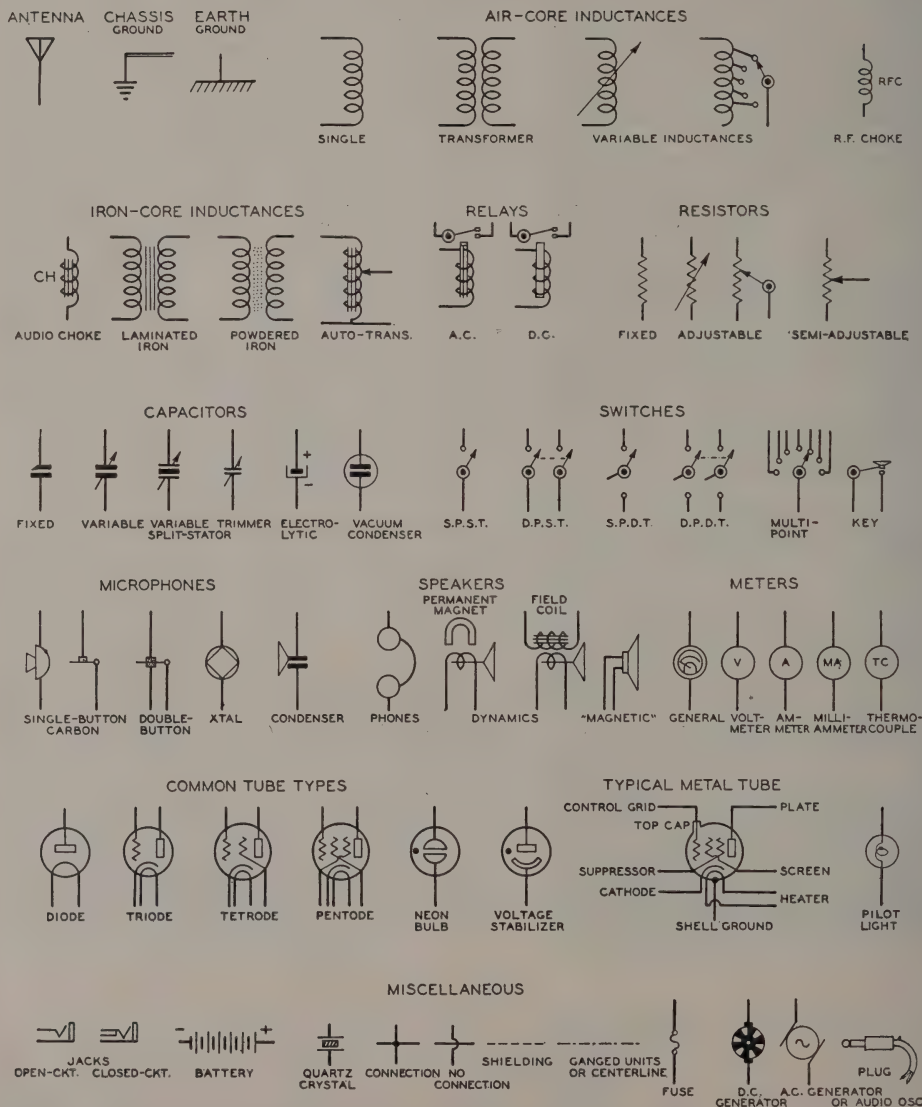 ANTENNA
CHASSIS
GROUND
EARTH
GROUND
AIR-CORE INDUCTANCES
SINGLE
TRANSFORMER
VARIABLE INDUCTANCES
RFC
R.F. CHOKE
IRON-CORE INDUCTANCES
CH
AUDIO CHOKE
LAMINATED
IRON
POWDERED
IRON
AUTO-TRANS.
RELAYS
A.C.
D.C.
RESISTORS
FIXED
ADJUSTABLE
SEMI-ADJUSTABLE
CAPACITORS
+
-
FIXED
VARIABLE
VARIABLE
SPLIT-STATOR
TRIMMER
ELECTRO-
LYTIC
VACUUM
CONDENSER
SWITCHES
S.P.S.T.
D.P.S.T.
S.P.D.T.
D.P.D.T.
MULTI-
POINT
KEY
MICROPHONES
SINGLE-BUTTON
CARBON
DOUBLE-
BUTTON
XTAL
CONDENSER
SPEAKERS
PERMANENT
MAGNET
FIELD
COIL
PHONES
DYNAMICS
"MAGNETIC"
METERS
V
A
MA
TC
GENERAL
VOLT-
METER
AM-
METER
MILLI-
AMMETER
THERMO-
COUPLE
COMMON TUBE TYPES
DIODE
TRIODE
TETRODE
PENTODE
NEON
BULB
VOLTAGE
STABILIZER
TYPICAL METAL TUBE
CONTROL GRID
PLATE
TOP CAP
SUPPRESSOR
SCREEN
CATHODE
HEATER
SHELL GROUND
PILOT
LIGHT
MISCELLANEOUS
JACKS
OPEN-CKT.
CLOSED-CKT.
-
+
BATTERY
QUARTZ
CRYSTAL
CONNECTION
NO
CONNECTION
SHIELDING
GANGED UNITS
OR CENTERLINE
FUSE
D.C.
GENERATOR
A.C. GENERATOR
OR AUDIO OSC
PLUG